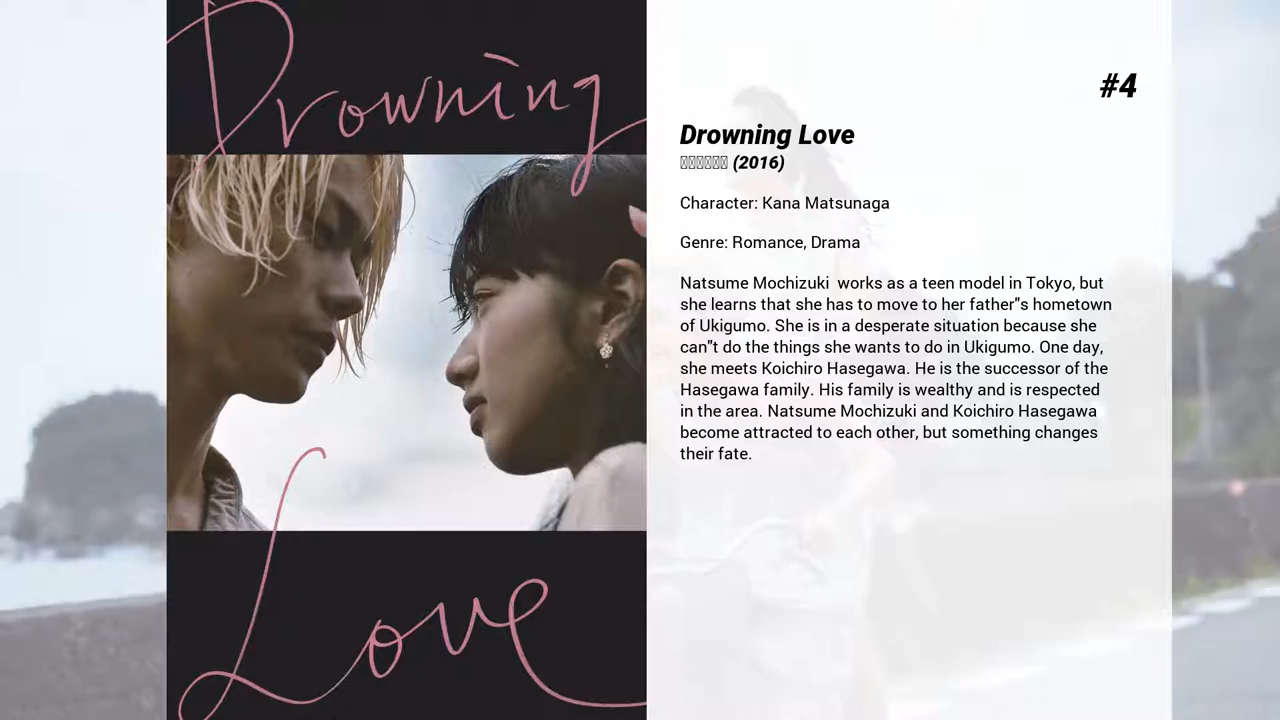 Drowning
Love
#4
Drowning Love
(2016)
Character: Kana Matsunaga
Genre: Romance, Drama
Natsume Mochizuki  works as a teen model in Tokyo, but
she learns that she has to move to her father"s hometown
of Ukigumo. She is in a desperate situation because she
can"t do the things she wants to do in Ukigumo. One day,
she meets Koichiro Hasegawa. He is the successor of the
Hasegawa family. His family is wealthy and is respected
in the area. Natsume Mochizuki and Koichiro Hasegawa
become attracted to each other, but something changes
their fate.